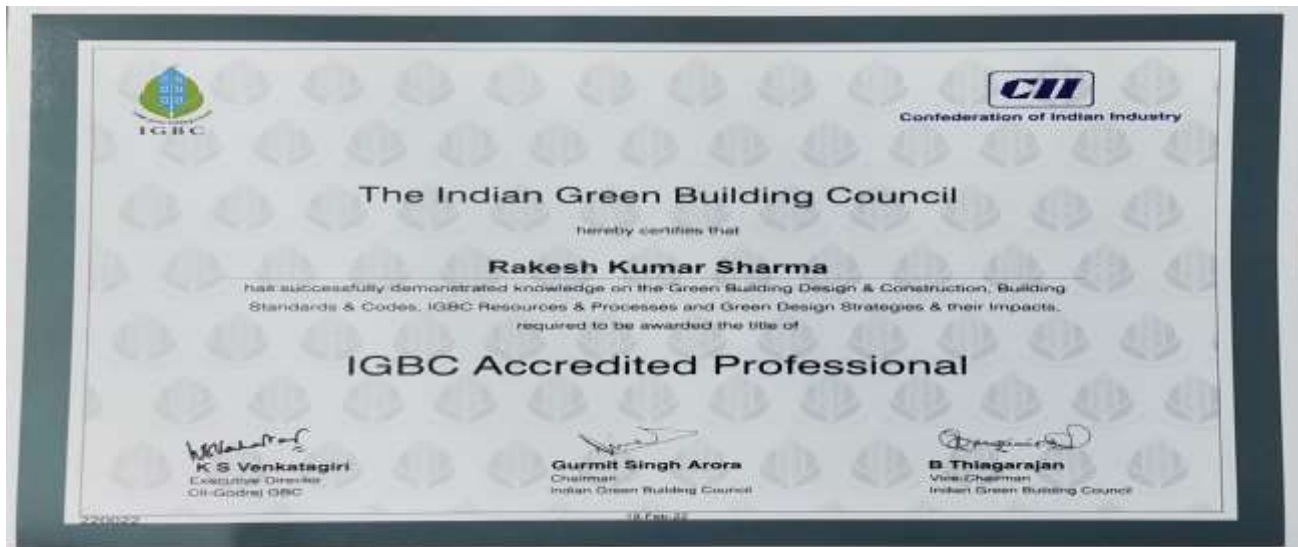 IGBC
CII
Confederation of Indian Industry
The Indian Green Building Council
hereby certifies that
Rakesh Kumar Sharma
has successfully demonstrated knowledge on the Green Building Design & Construction, Building
Standards & Codes, IGBC Resources & Processes and Green Design Strategies & their Impacts,
required to be awarded the title of
IGBC Accredited Professional
K S Venkatagiri
Executive Director
CII-Godrej GBC
Gurmit Singh Arora
Chairman
Indian Green Building Council
B Thiagarajan
Vice-Chairman
Indian Green Building Council
220022
Feb 22